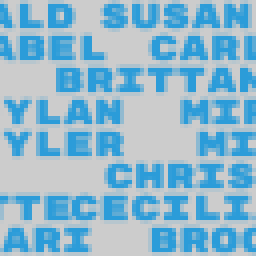 ALD SUSAN
ABEL CARL
BRITTAN
YLAN MIR
YLER MI
CHRIS
TTECECILI
ARI BROO